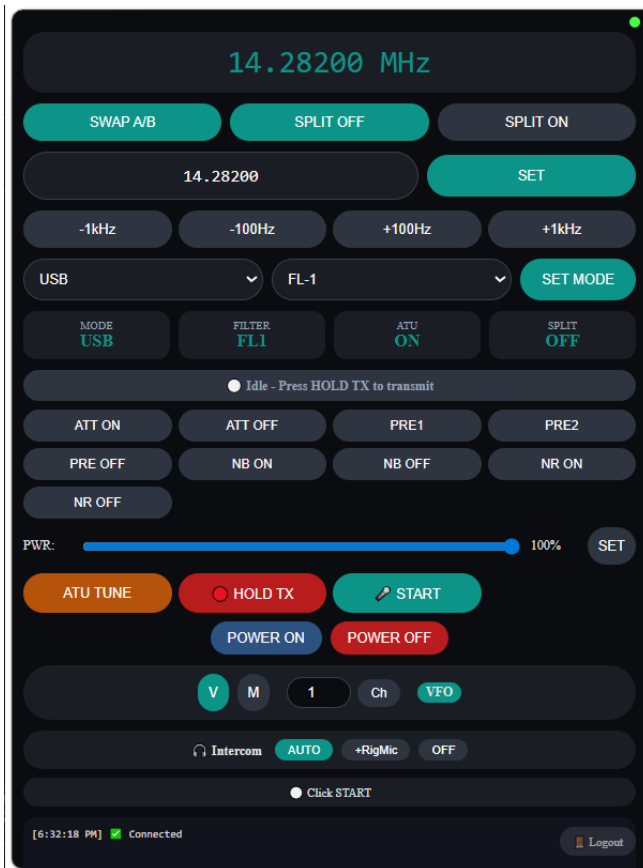 14.28200 MHz
SWAP A/B SPLIT OFF SPLIT ON
14.28200 SET
-1kHz -100Hz +100Hz +1kHz
USB FL-1 SET MODE
MODE FILTER ATU SPLIT
USB FL1 ON OFF
Idle - Press HOLD TX to transmit
ATT ON ATT OFF PRE1 PRE2
PRE OFF NB ON NB OFF NR ON
NR OFF
PWR: 100% SET
ATU TUNE HOLD TX START
POWER ON POWER OFF
V M 1 Ch VFO
Intercom AUTO +RigMic OFF
Click START
[6:32:18 PM] ✅ Connected
Logout